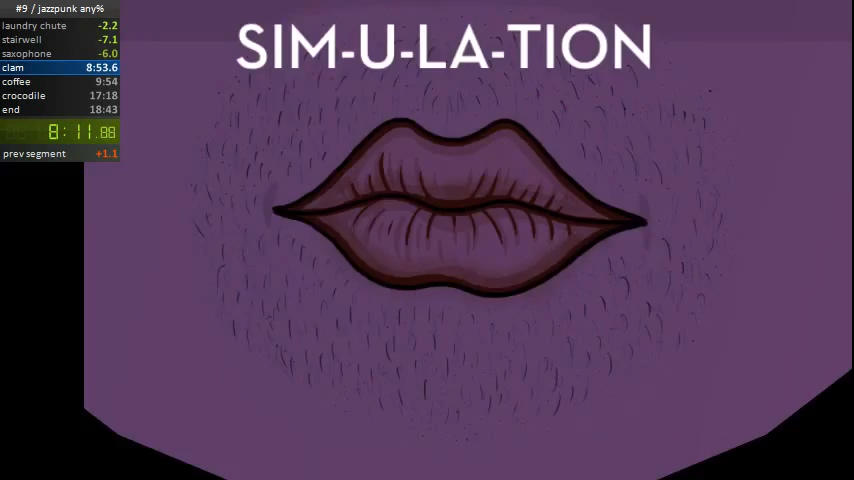 #9 / jazzpunk any%
laundry chute -2.2
stairwell -7.1
saxophone -6.0
clam 8:53.6
coffee 9:54
crocodile 17:18
end 18:43
8:11.88
prev segment +1.1
SIM-U-LA-TION